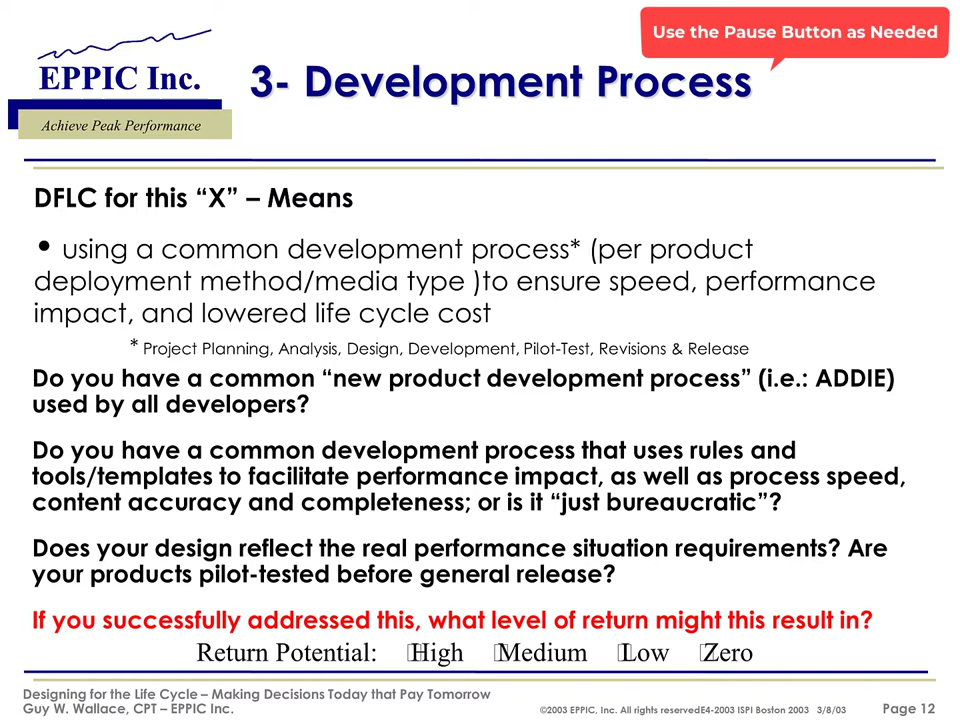 Use the Pause Button as Needed
EPPIC Inc.
Achieve Peak Performance
3- Development Process
DFLC for this “X” – Means
• using a common development process* (per product
deployment method/media type )to ensure speed, performance
impact, and lowered life cycle cost
* Project Planning, Analysis, Design, Development, Pilot-Test, Revisions & Release
Do you have a common “new product development process” (i.e.: ADDIE)
used by all developers?
Do you have a common development process that uses rules and
tools/templates to facilitate performance impact, as well as process speed,
content accuracy and completeness; or is it “just bureaucratic”?
Does your design reflect the real performance situation requirements? Are
your products pilot-tested before general release?
If you successfully addressed this, what level of return might this result in?
Return Potential: □High □Medium □Low □Zero
Designing for the Life Cycle – Making Decisions Today that Pay Tomorrow
Guy W. Wallace, CPT – EPPIC Inc.
©2003 EPPIC, Inc. All rights reservedE4-2003 ISPI Boston 2003 3/8/03
Page 12